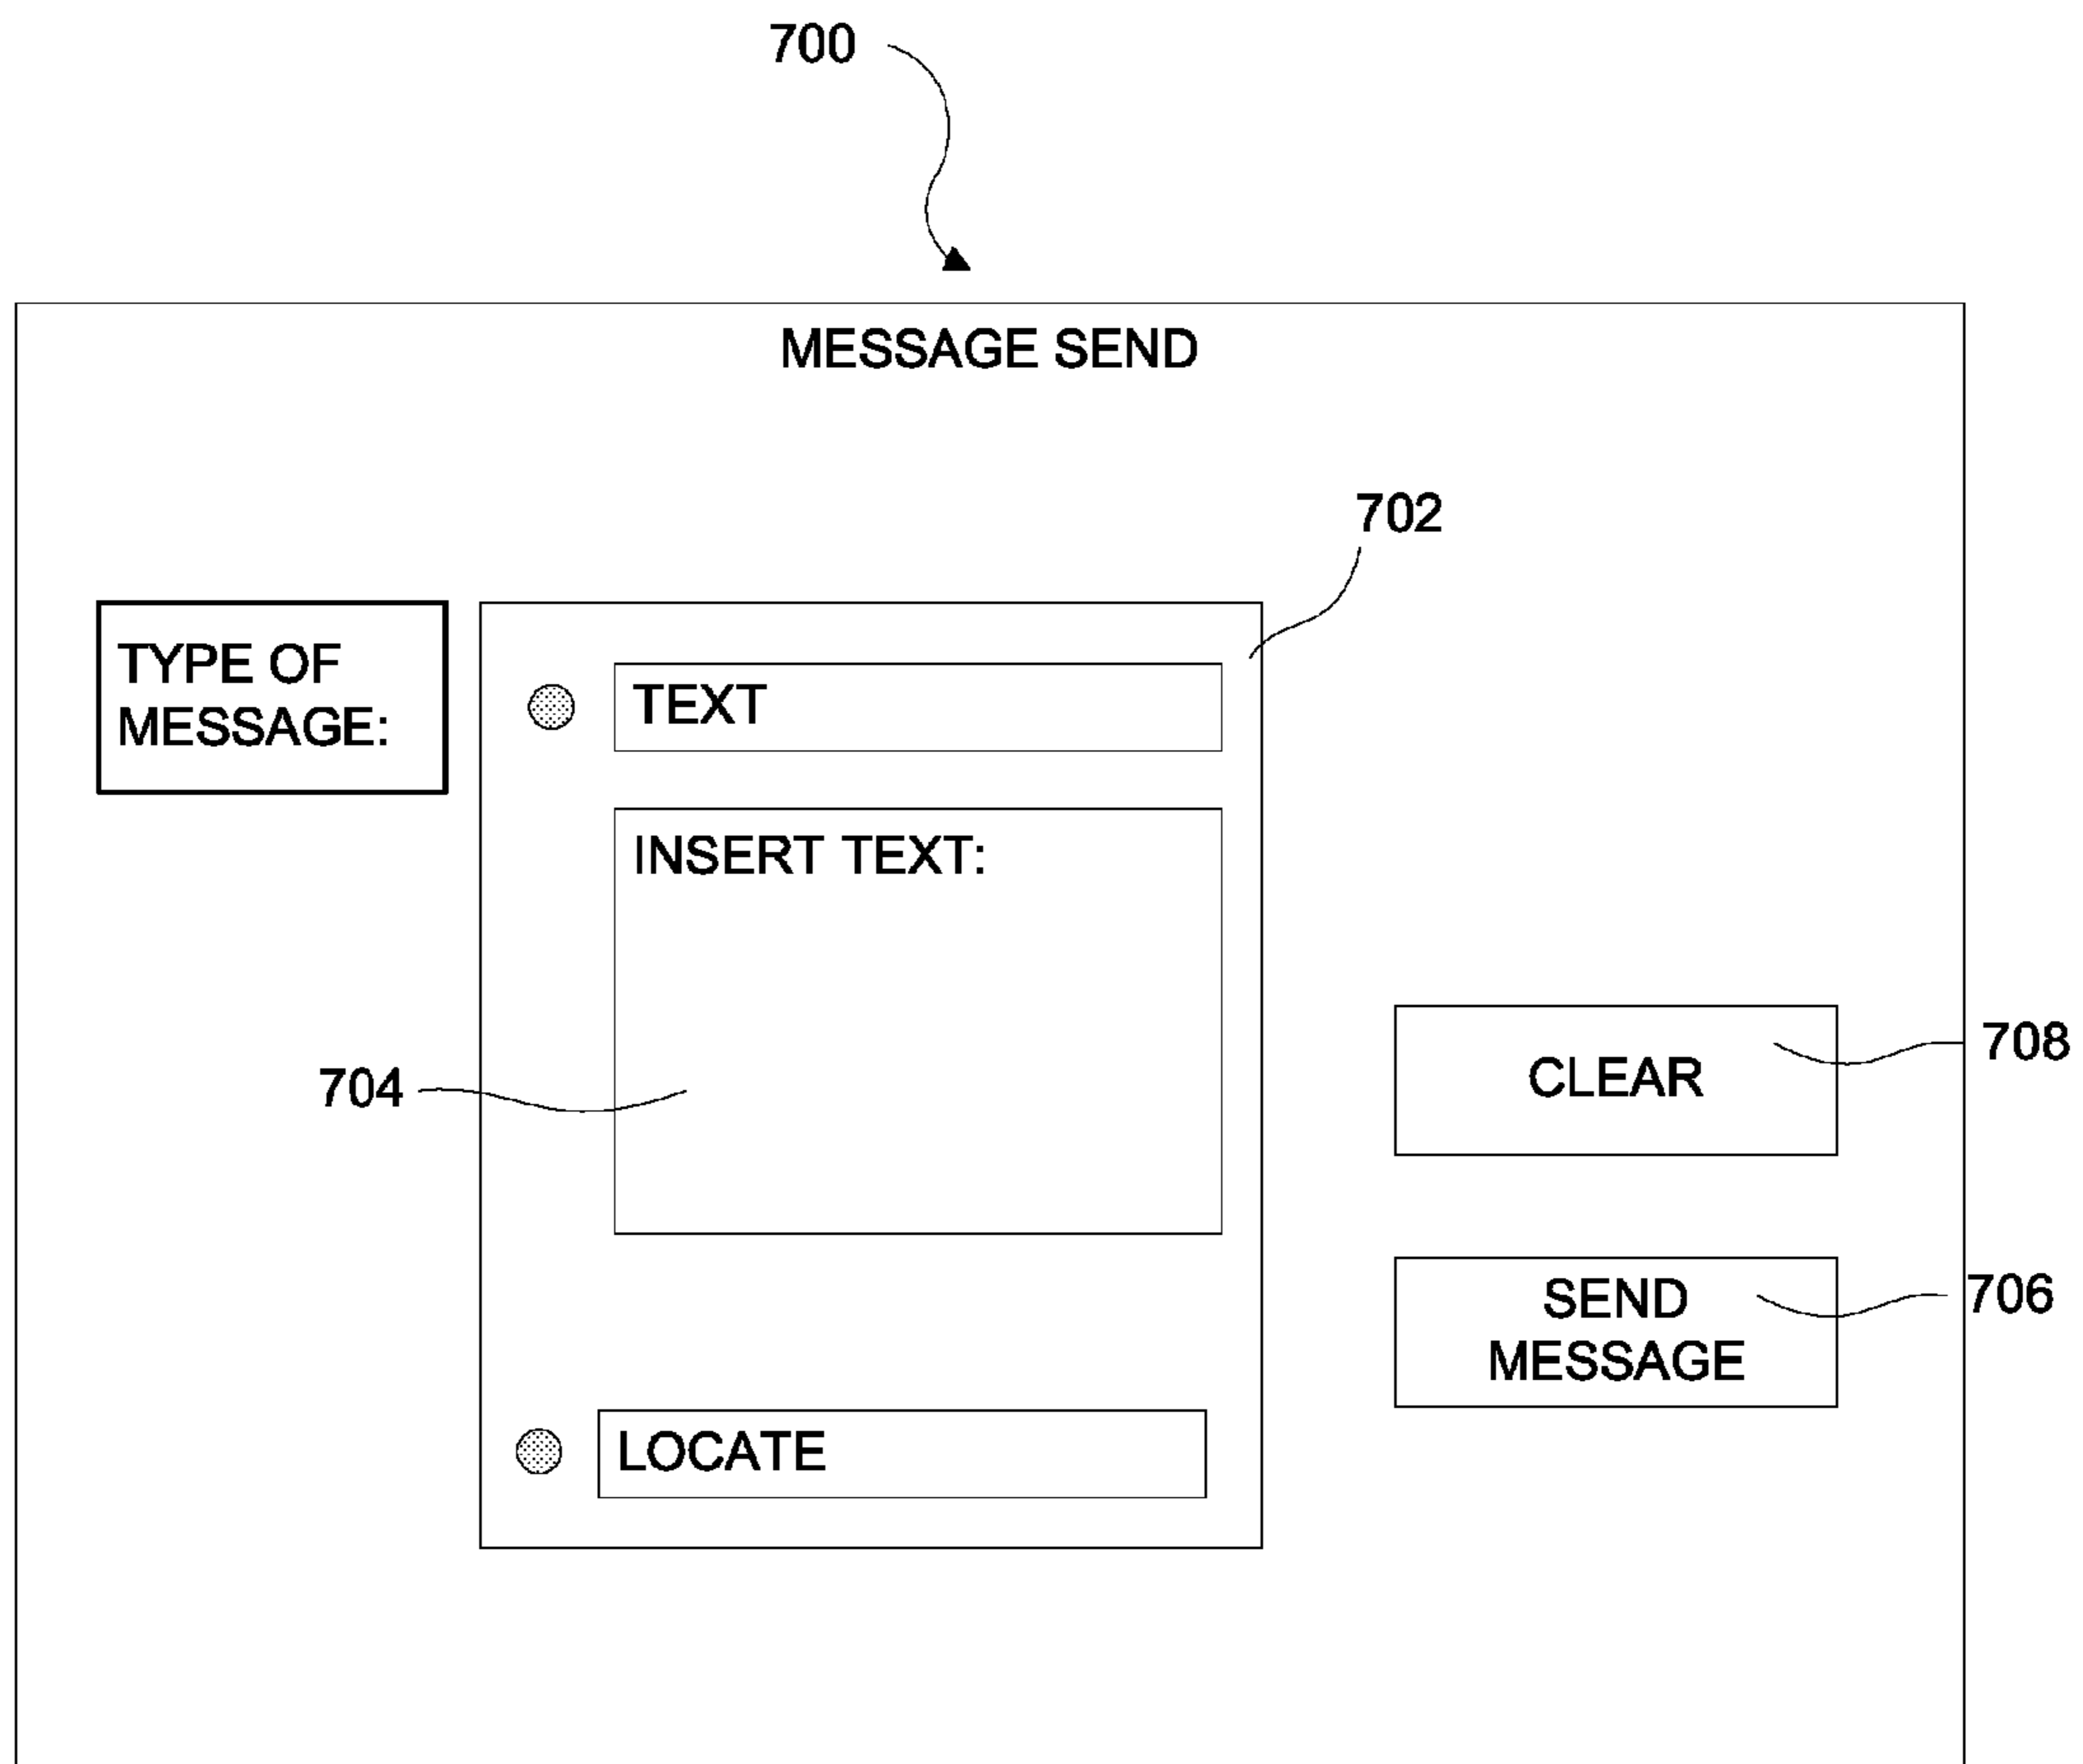 700
MESSAGE SEND
702
TYPE OF
MESSAGE:
TEXT
INSERT TEXT:
704
CLEAR
708
SEND
MESSAGE
706
LOCATE